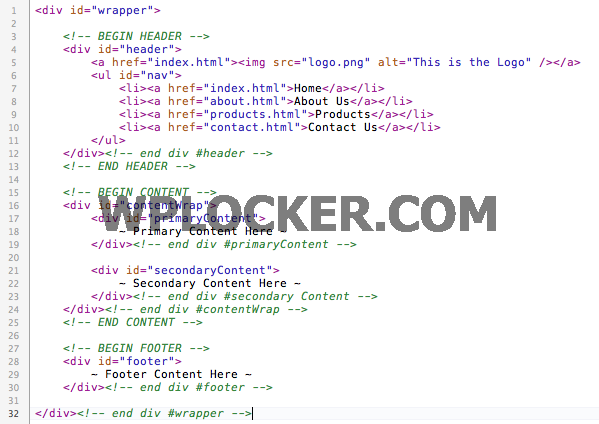 1 <div id="wrapper">
2
3 <!-- BEGIN HEADER -->
4 <div id="header">
5 <a href="index.html"><img src="logo.png" alt="This is the Logo" /></a>
6 <ul id="nav">
7 <li><a href="index.html">Home</a></li>
8 <li><a href="about.html">About Us</a></li>
9 <li><a href="products.html">Products</a></li>
10 <li><a href="contact.html">Contact Us</a></li>
11 </ul>
12 </div><!-- end div #header -->
13 <!-- END HEADER -->
14
15 <!-- BEGIN CONTENT -->
16 <div id="contentWrap">
17 <div id="primaryContent">
WPLOCKER.COM
18 ~ Primary Content Here ~
19 </div><!-- end div #primaryContent -->
20
21 <div id="secondaryContent">
22 ~ Secondary Content Here ~
23 </div><!-- end div #secondary Content -->
24 </div><!-- end div #contentWrap -->
25 <!-- END CONTENT -->
26
27 <!-- BEGIN FOOTER -->
28 <div id="footer">
29 ~ Footer Content Here ~
30 </div><!-- end div #footer -->
31
32 </div><!-- end div #wrapper -->